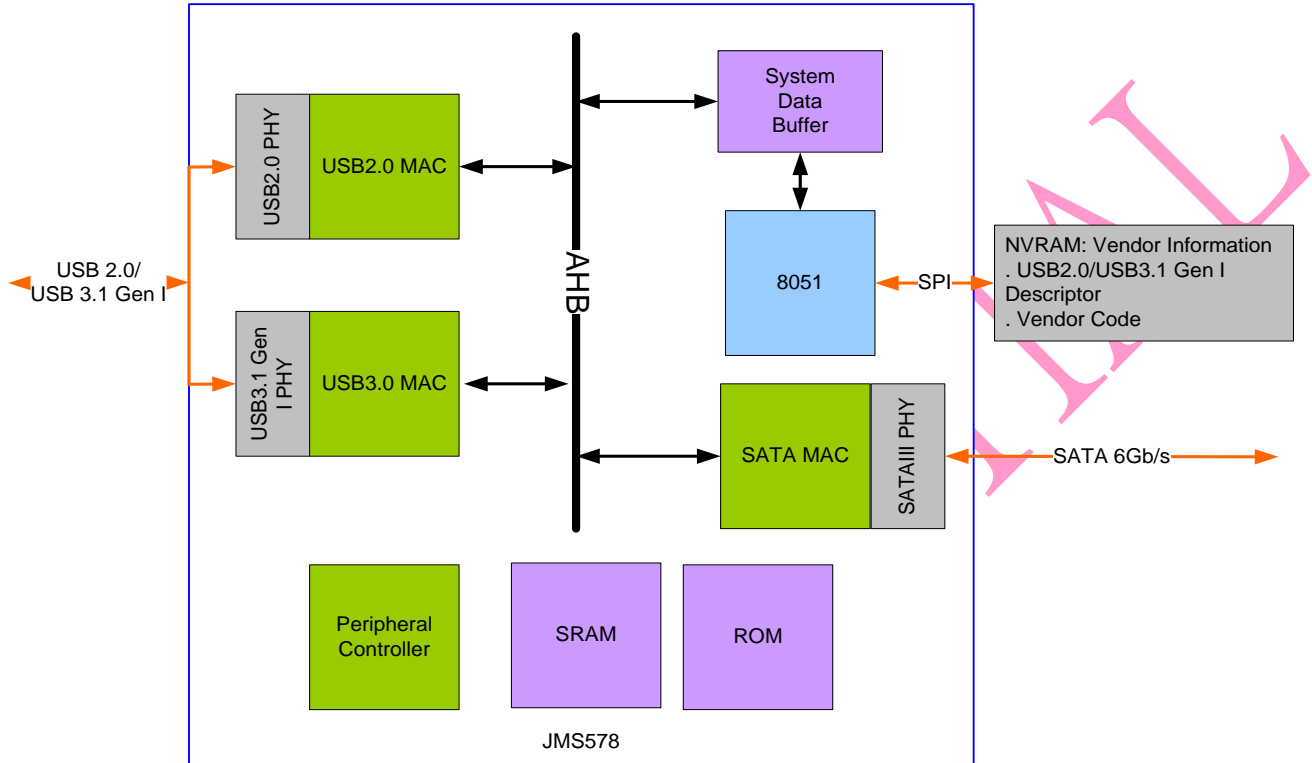 System
Data
Buffer
USB2.0 PHY
USB2.0 MAC
AHB
USB 2.0/
USB 3.1 Gen I
8051
SPI
NVRAM: Vendor Information
. USB2.0/USB3.1 Gen I
Descriptor
. Vendor Code
USB3.1 Gen
I PHY
USB3.0 MAC
SATA MAC
SATAIII PHY
SATA 6Gb/s
Peripheral
Controller
SRAM
ROM
JMS578